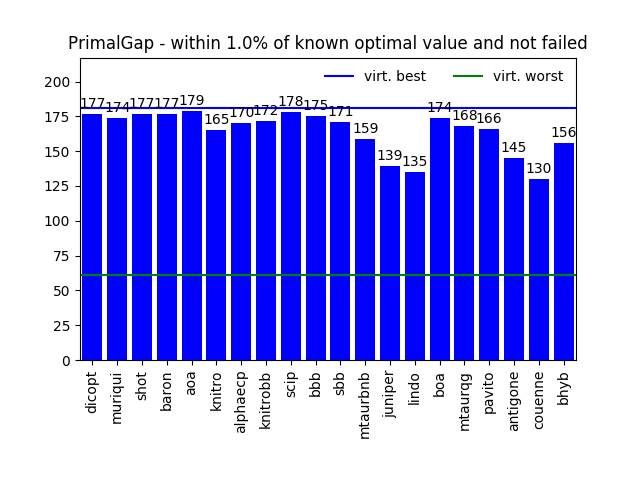 PrimalGap - within 1.0% of known optimal value and not failed
virt. best virt. worst
200
175
150
125
100
75
50
25
0
177 174 177 177 179 165 170 172 178 175 171 159 139 135 174 168 166 145 130 156
dicopt muriqui shot baron aoa knitro alphaecp knitrobb scip bbb sbb mtaurbnb juniper lindo boa mtaurqg pavito antigone couenne bhyb